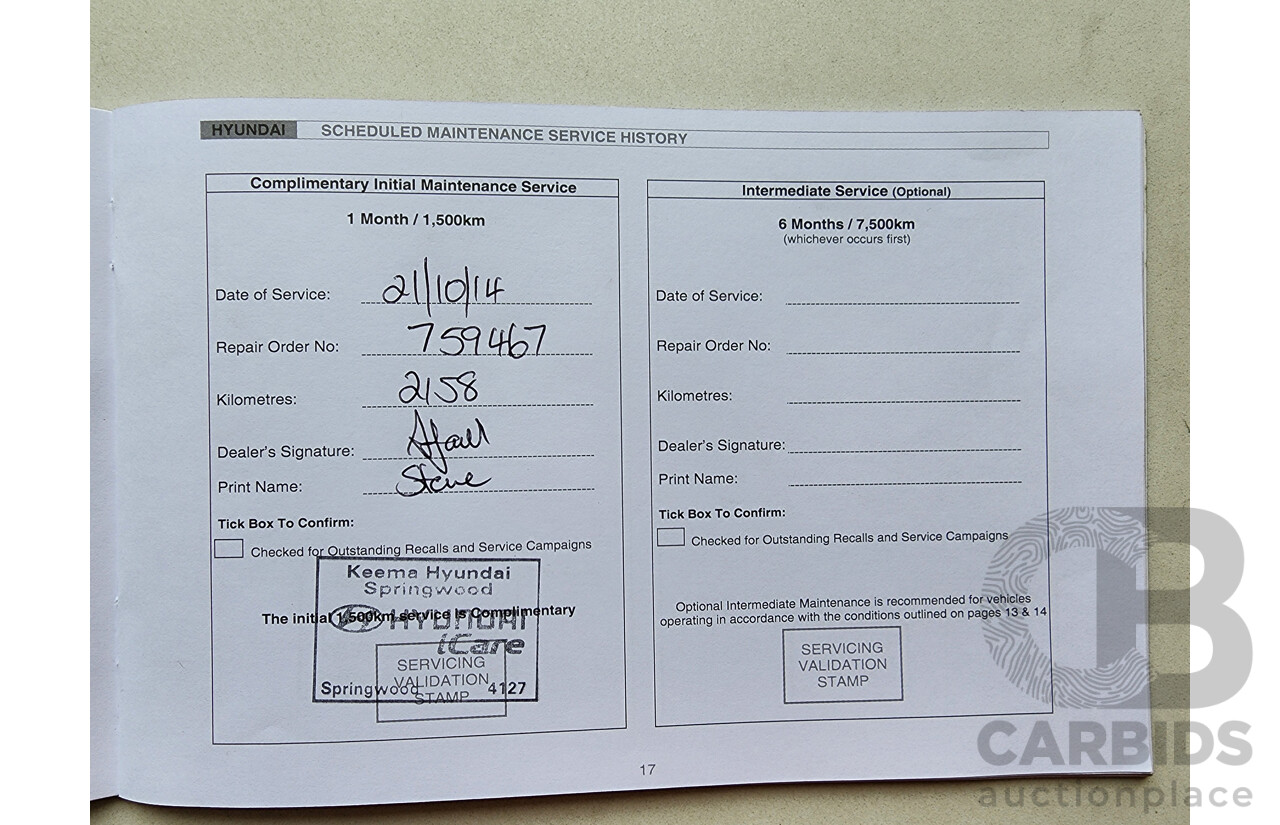 HYUNDAI SCHEDULED MAINTENANCE SERVICE HISTORY
Complimentary Initial Maintenance Service
1 Month / 1,500km
Date of Service: 21/10/14
Repair Order No: 759467
Kilometres: 2158
Dealer's Signature:
Print Name: Steve
Tick Box To Confirm:
Checked for Outstanding Recalls and Service Campaigns
Keema Hyundai
Springwood
The initial 1,500km service is Complimentary
HYUNDAI
iCare
SERVICING
VALIDATION
STAMP
Springwood 4127
Intermediate Service (Optional)
6 Months / 7,500km
(whichever occurs first)
Date of Service:
Repair Order No:
Kilometres:
Dealer's Signature:
Print Name:
Tick Box To Confirm:
Checked for Outstanding Recalls and Service Campaigns
Optional Intermediate Maintenance is recommended for vehicles
operating in accordance with the conditions outlined on pages 13 & 14
SERVICING
VALIDATION
STAMP
17
CB
CARBIDS
auctionplace